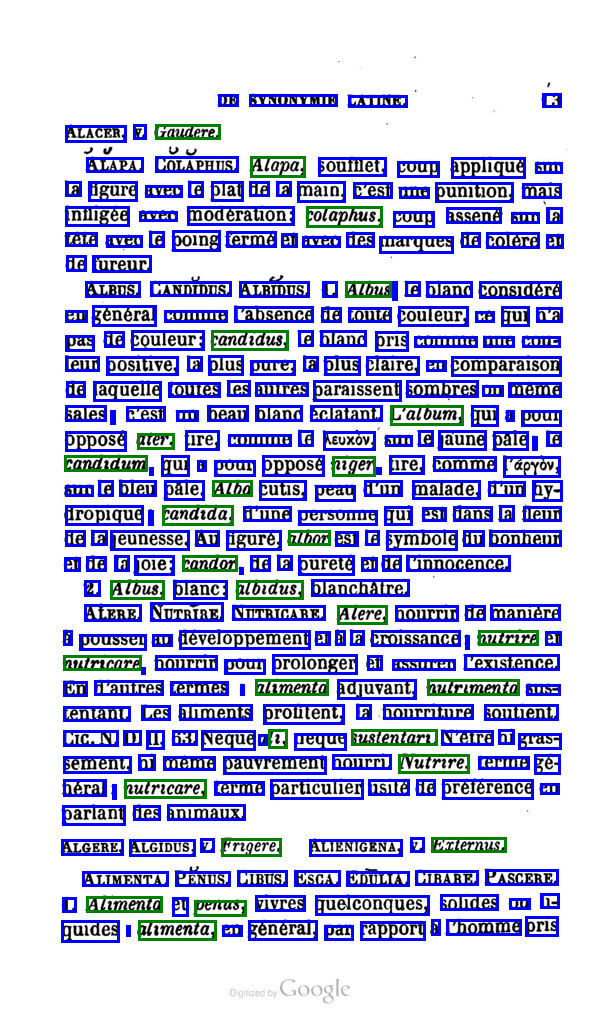 DE SYNONYMIE LATINE. 13
ALACER, v. Gaudere.
ALAPA. COLAPHUS. Alapa, soufflet, coup appliqué sur
la figure avec le plat de la main, c'est une punition, mais
infligée avec modération; colaphus, coup asséné sur la
tête avec le poing fermé et avec des marques de colère et
de fureur.
ALBUS. CANDIDUS. ALBIDUS. 1. Albus, le blanc considéré
en général comme l'absence de toute couleur, ce qui n'a
pas de couleur; candidus, le blanc pris comme une cou-
leur positive, la plus pure, la plus claire, en comparaison
de laquelle toutes les autres paraissent sombres ou même
sales; c'est un beau blanc éclatant. L'album, qui a pour
opposé ater, tire, comme le λευκὸν, sur le jaune pâle; le
candidum, qui a pour opposé niger, tire, comme l'ἀργὸν,
sur le bleu pâle. Alba cutis, peau d'un malade, d'un hy-
dropique; candida, d'une personne qui est dans la fleur
de la jeunesse. Au figuré, albor est le symbole du bonheur
et de la joie; candor, de la pureté et de l'innocence.
2. Albus, blanc; albidus, blanchâtre.
ALERE. NUTRIRE. NUTRICARE. Alere, nourrir de manière
à pousser au développement et à la croissance; nutrire et
nutricare, nourrir pour prolonger et assurer l'existence.
En d'autres termes: alimenta adjuvant, nutrimenta sus-
tentant. Les aliments profitent, la nourriture soutient.
CIC. N. D. II, 63. Neque ali, neque sustentari. N'être ni gras-
sement, ni même pauvrement nourri. Nutrire, terme gé-
néral; nutricare, terme particulier usité de préférence en
parlant des animaux.
ALGERE. ALGIDUS, v. Frigere. ALIENIGENA, v. Externus.
ALIMENTA. PENUS. CIBUS. ESCA. EDULIA. CIBARE. PASCERE.
1. Alimenta et penus, vivres quelconques, solides ou li-
quides; alimenta, en général, par rapport à l'homme pris
Digitized by Google